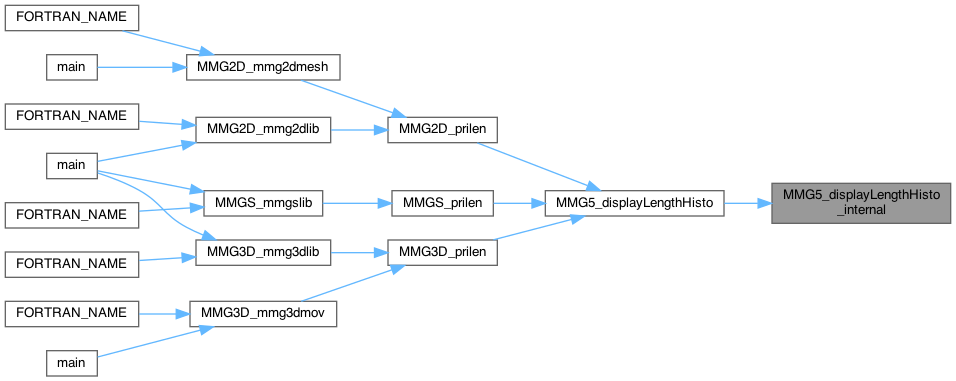 FORTRAN_NAME
main
MMG2D_mmg2dmesh
FORTRAN_NAME
MMG2D_mmg2dlib
MMG2D_prilen
main
MMG5_displayLengthHisto
_internal
FORTRAN_NAME
MMGS_mmgslib
MMGS_prilen
MMG5_displayLengthHisto
FORTRAN_NAME
MMG3D_mmg3dlib
MMG3D_prilen
FORTRAN_NAME
MMG3D_mmg3dmov
main